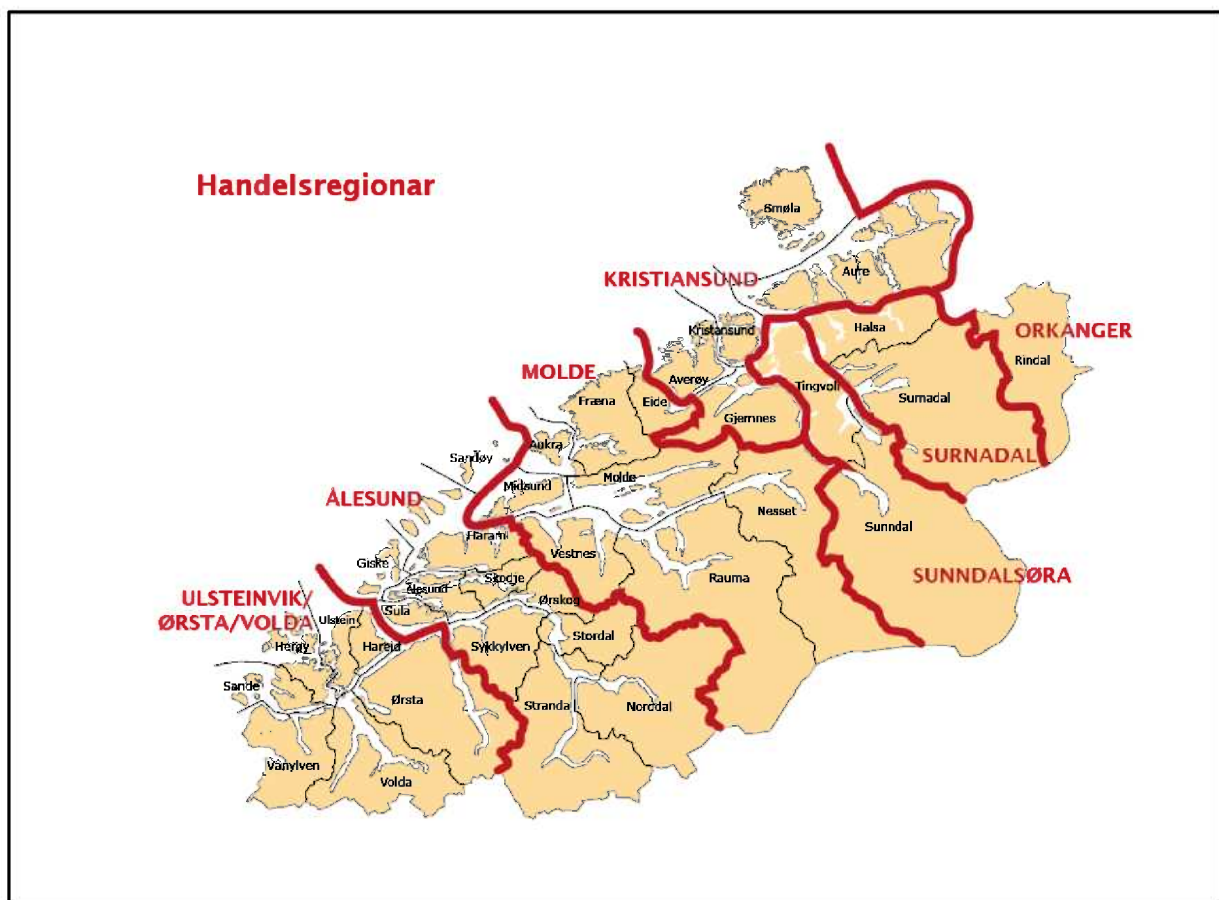 Handelsregionar
Smøla
KRISTIANSUND
Aure
Kristansund
Halsa
ORKANGER
Rindal
MOLDE
Averøy
Tingvoll
Fræna
Eide
Surnadal
Gjemnes
Aukra
SURNADAL
Sandøy
Molde
Midsund
Nesset
ÅLESUND
Sunndal
Haram
Vestnes
Giske
Skodje
Rauma
SUNNDALSØRA
Ålesund
ULSTEINVIK/
ØRSTA/VOLDA
Ørskog
Sula
Ulstein
Stordal
Herøy
Hareid
Sykkylven
Sande
Ørsta
Stranda
Norddal
Vanylven
Volda